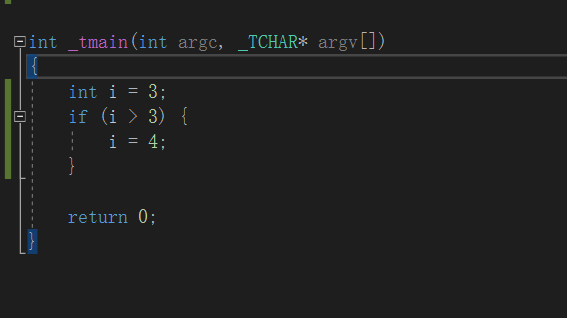 int _tmain(int argc, _TCHAR* argv[])
{
    int i = 3;
    if (i > 3) {
        i = 4;
    }
    return 0;
}